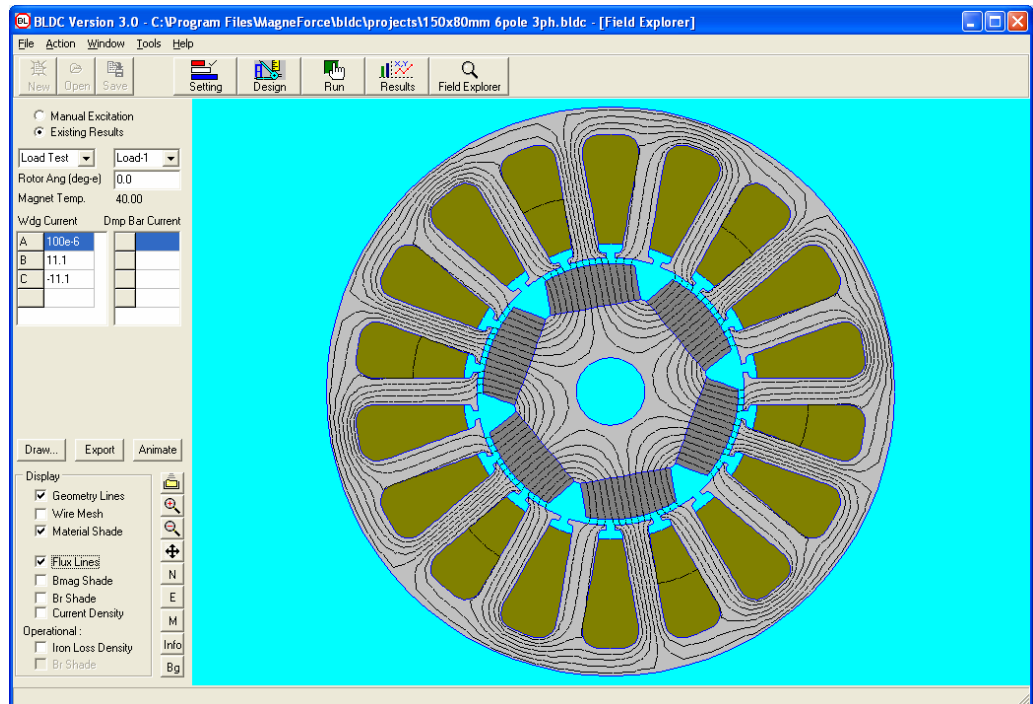 BLDC Version 3.0 - C:\Program Files\MagneForce\bldc\projects\150x80mm 6pole 3ph.bldc - [Field Explorer]
File Action Window Tools Help
New Open Save Setting Design Run Results Field Explorer
Manual Excitation
Existing Results
Load Test Load-1
Rotor Ang (deg-e) 0.0
Magnet Temp. 40.00
Wdg Current Dmp Bar Current
A 100e-6
B 11.1
C -11.1
Draw... Export Animate
Display
Geometry Lines
Wire Mesh
Material Shade
Flux Lines
Bmag Shade
Br Shade
Current Density
Operational :
Iron Loss Density
Br Shade
N
E
M
Info
Bg